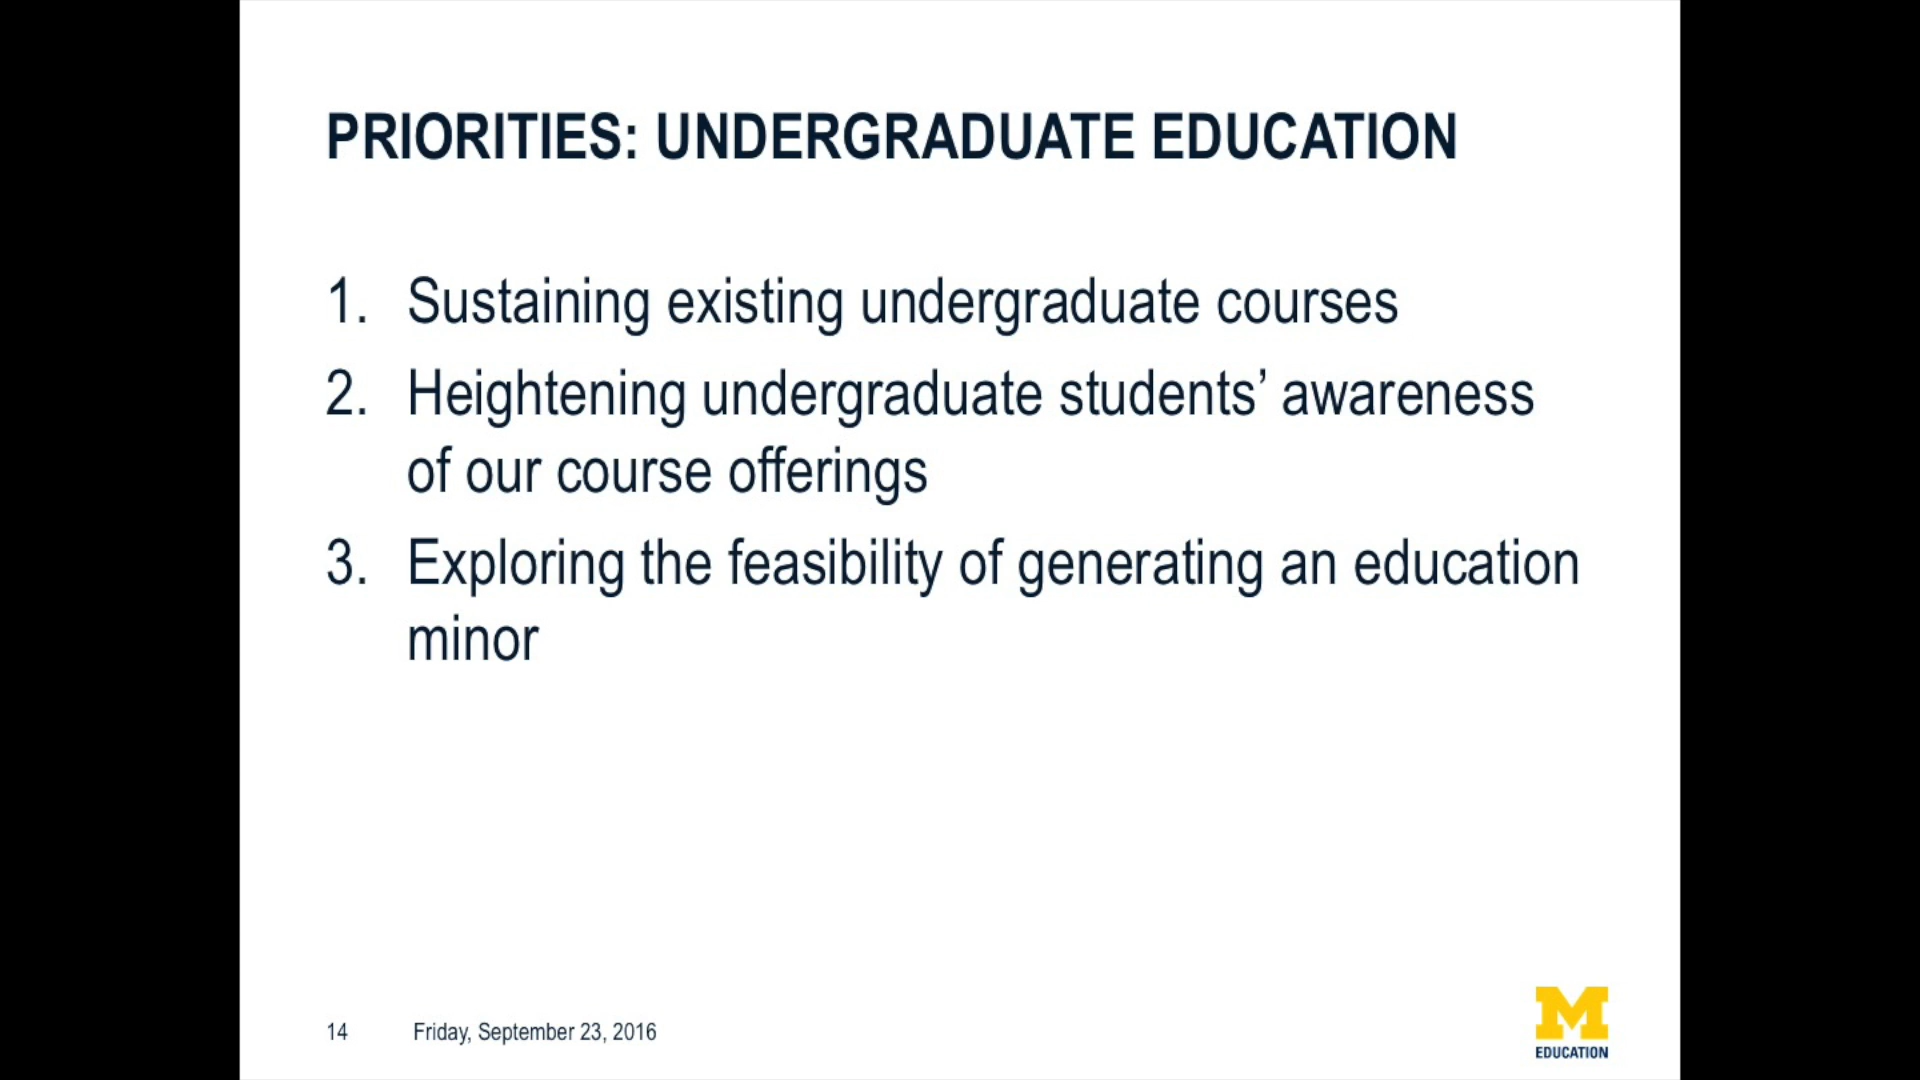 PRIORITIES: UNDERGRADUATE EDUCATION
1. Sustaining existing undergraduate courses
2. Heightening undergraduate students’ awareness
of our course offerings
3. Exploring the feasibility of generating an education
minor
14 Friday, September 23, 2016
M
EDUCATION